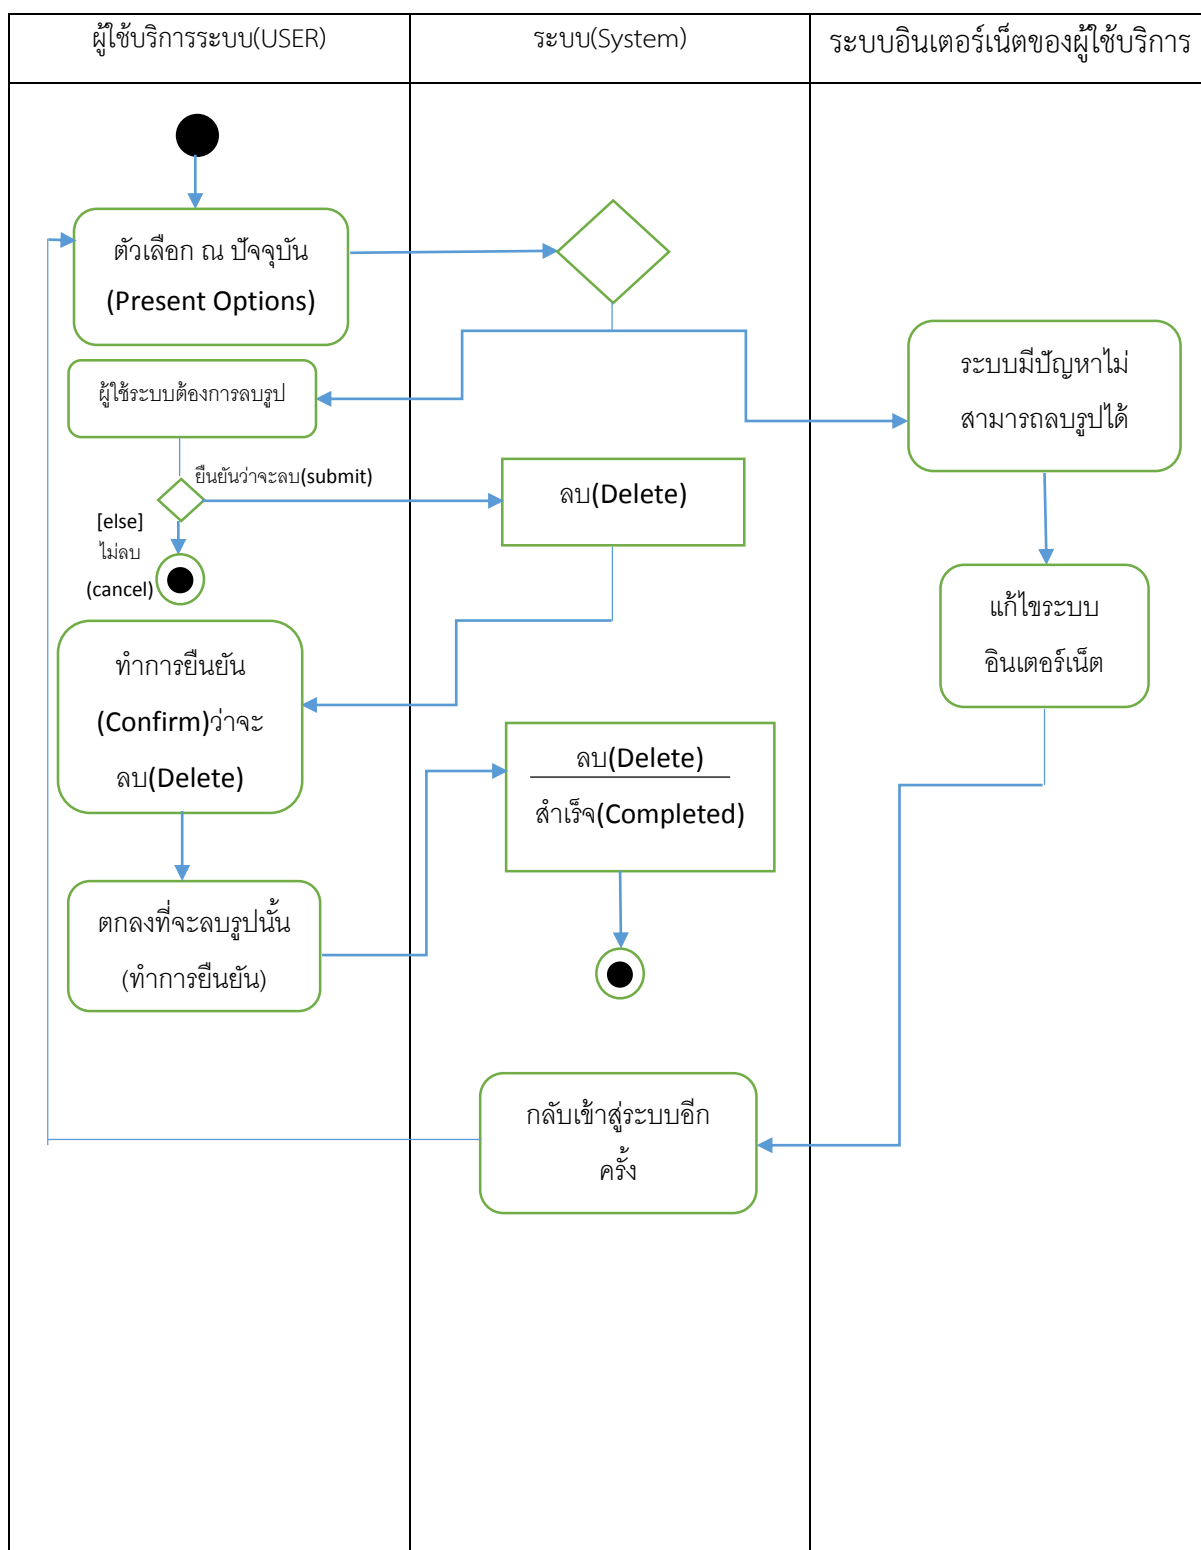 ผู้ใช้บริการระบบ(USER)
ระบบ(System)
ระบบอินเตอร์เน็ตของผู้ใช้บริการ
ตัวเลือก ณ ปัจจุบัน
(Present Options)
ระบบมีปัญหาไม่
สามารถลบรูปได้
ผู้ใช้ระบบต้องการลบรูป
ยืนยันว่าจะลบ(submit)
ลบ(Delete)
[else]
ไม่ลบ
(cancel)
แก้ไขระบบ
อินเตอร์เน็ต
ทำการยืนยัน
(Confirm)ว่าจะ
ลบ(Delete)
ลบ(Delete)
สำเร็จ(Completed)
ตกลงที่จะลบรูปนั้น
(ทำการยืนยัน)
กลับเข้าสู่ระบบอีก
ครั้ง